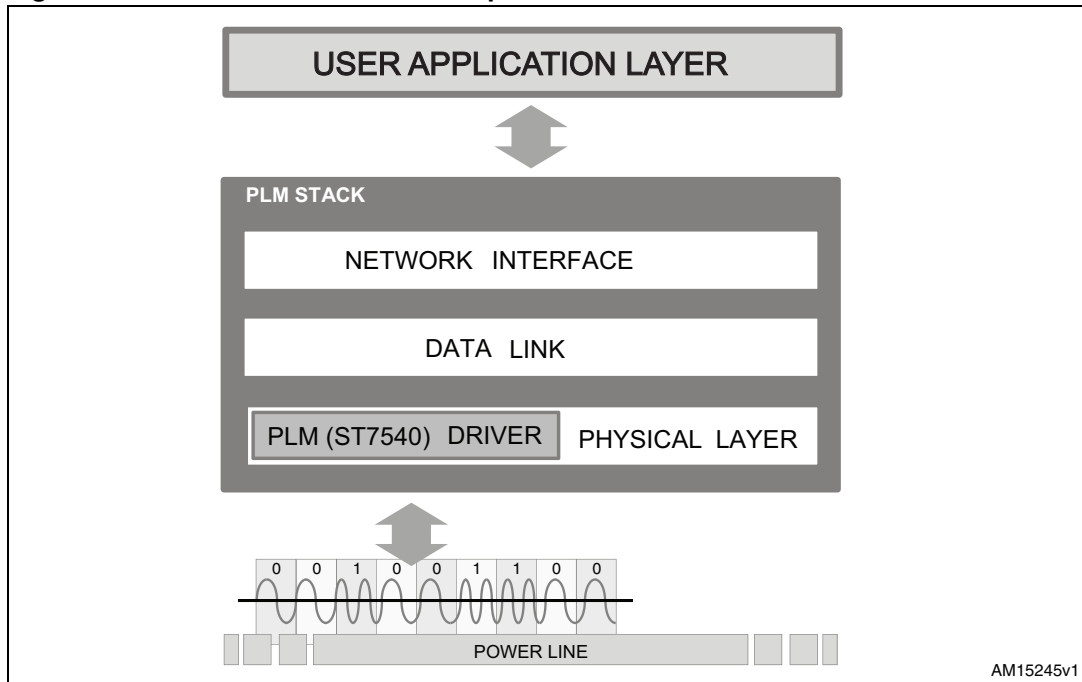 USER APPLICATION LAYER
PLM STACK
NETWORK INTERFACE
DATA LINK
PLM (ST7540) DRIVER PHYSICAL LAYER
0 0 1 0 0 1 1 0 0
POWER LINE
AM15245v1